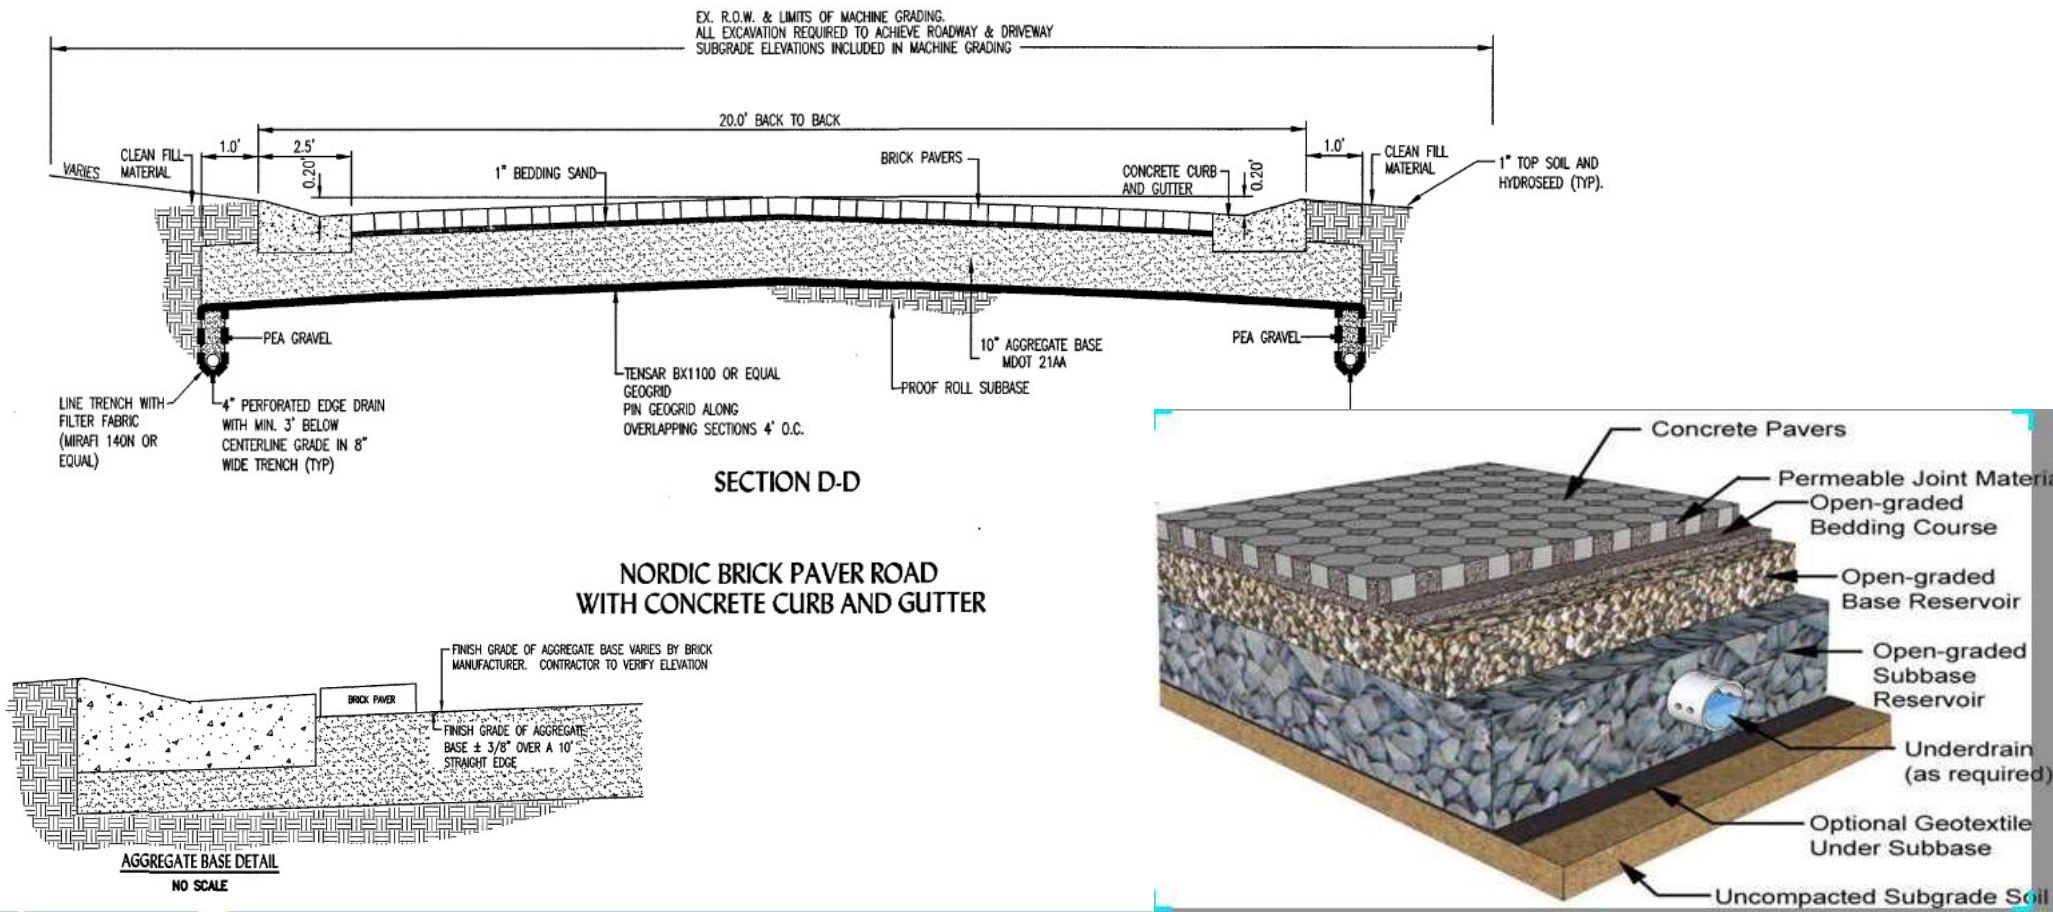 EX. R.O.W. & LIMITS OF MACHINE GRADING.
ALL EXCAVATION REQUIRED TO ACHIEVE ROADWAY & DRIVEWAY
SUBGRADE ELEVATIONS INCLUDED IN MACHINE GRADING
20.0' BACK TO BACK
VARIES
CLEAN FILL
MATERIAL
1.0'
2.5'
0.20'
1" BEDDING SAND
BRICK PAVERS
CONCRETE CURB
AND GUTTER
0.20'
1.0'
CLEAN FILL
MATERIAL
1" TOP SOIL AND
HYDROSEED (TYP).
PEA GRAVEL
PEA GRAVEL
10" AGGREGATE BASE
MDOT 21AA
PROOF ROLL SUBBASE
TENSAR BX1100 OR EQUAL
GEOGRID
PIN GEOGRID ALONG
OVERLAPPING SECTIONS 4' O.C.
LINE TRENCH WITH
FILTER FABRIC
(MIRAFI 140N OR
EQUAL)
4" PERFORATED EDGE DRAIN
WITH MIN. 3' BELOW
CENTERLINE GRADE IN 8"
WIDE TRENCH (TYP)
SECTION D-D
NORDIC BRICK PAVER ROAD
WITH CONCRETE CURB AND GUTTER
FINISH GRADE OF AGGREGATE BASE VARIES BY BRICK
MANUFACTURER. CONTRACTOR TO VERIFY ELEVATION
BRICK PAVER
FINISH GRADE OF AGGREGATE
BASE ± 3/8" OVER A 10'
STRAIGHT EDGE
AGGREGATE BASE DETAIL
NO SCALE
Concrete Pavers
Permeable Joint Materia
Open-graded
Bedding Course
Open-graded
Base Reservoir
Open-graded
Subbase
Reservoir
Underdrain
(as required)
Optional Geotextile
Under Subbase
Uncompacted Subgrade Soil